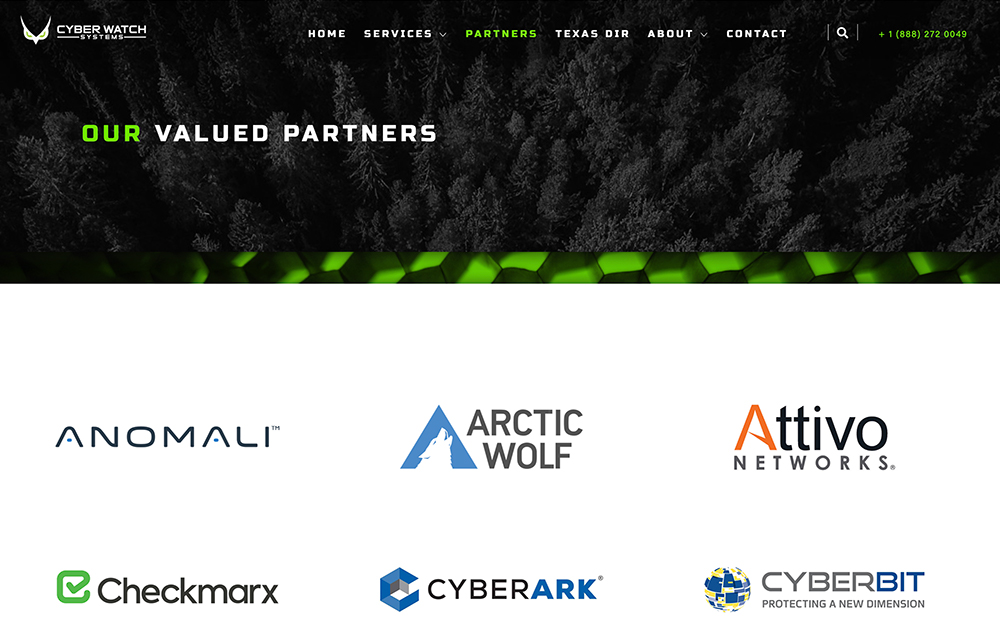 CYBER WATCH
SYSTEMS
HOME SERVICES PARTNERS TEXAS DIR ABOUT CONTACT + 1 (888) 272 0049
OUR VALUED PARTNERS
ANOMALI™
ARCTIC
WOLF
Attivo
NETWORKS®
Checkmarx
CYBERARK®
CYBERBIT
PROTECTING A NEW DIMENSION